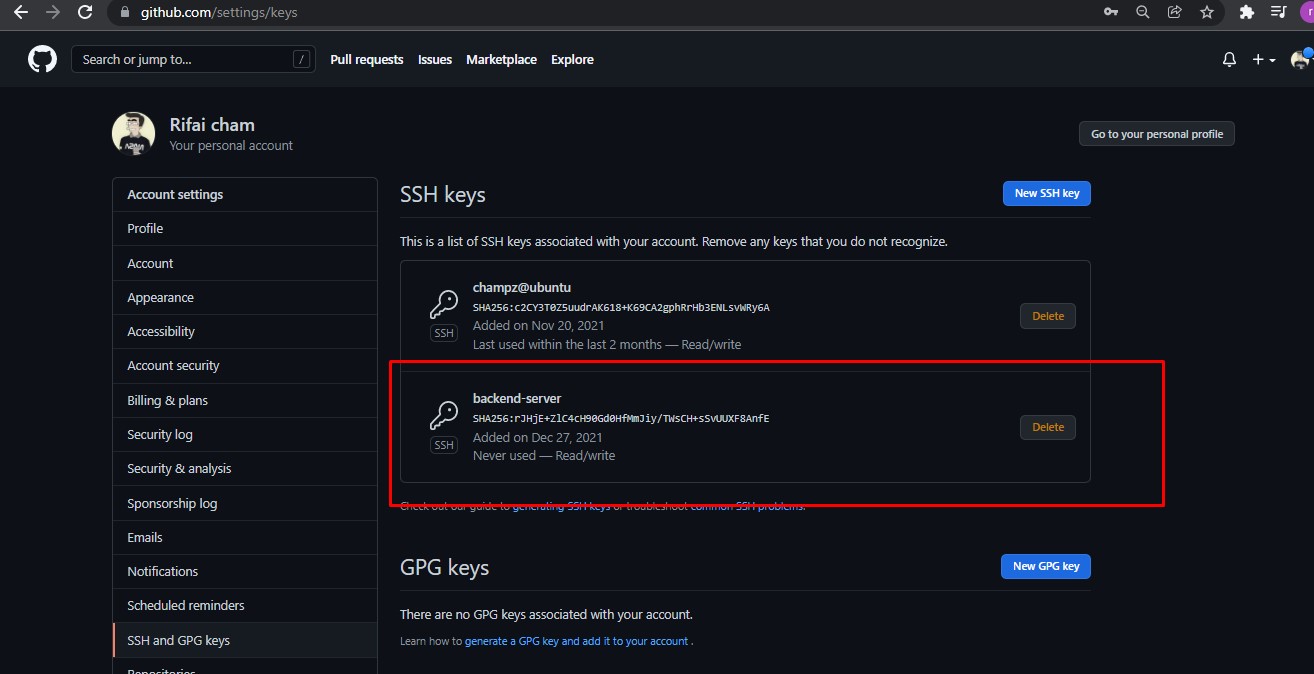 github.com/settings/keys
Search or jump to... /
Pull requests Issues Marketplace Explore
Rifai cham
Your personal account
Go to your personal profile
Account settings
Profile
Account
Appearance
Accessibility
Account security
Billing & plans
Security log
Security & analysis
Sponsorship log
Emails
Notifications
Scheduled reminders
SSH and GPG keys
Repositories
SSH keys
New SSH key
This is a list of SSH keys associated with your account. Remove any keys that you do not recognize.
champz@ubuntu
SHA256:c2CY3T0Z5uudrAK618+K69CA2gphRrHb3ENLsvWRy6A
Added on Nov 20, 2021
Last used within the last 2 months — Read/write
SSH
Delete
backend-server
SHA256:rJHjE+ZlC4cH90Gd0HfMmJiy/TWsCH+sSvUUXF8AnfE
Added on Dec 27, 2021
Never used — Read/write
SSH
Delete
Check out our guide to generating SSH keys or troubleshoot common SSH problems.
GPG keys
New GPG key
There are no GPG keys associated with your account.
Learn how to generate a GPG key and add it to your account .